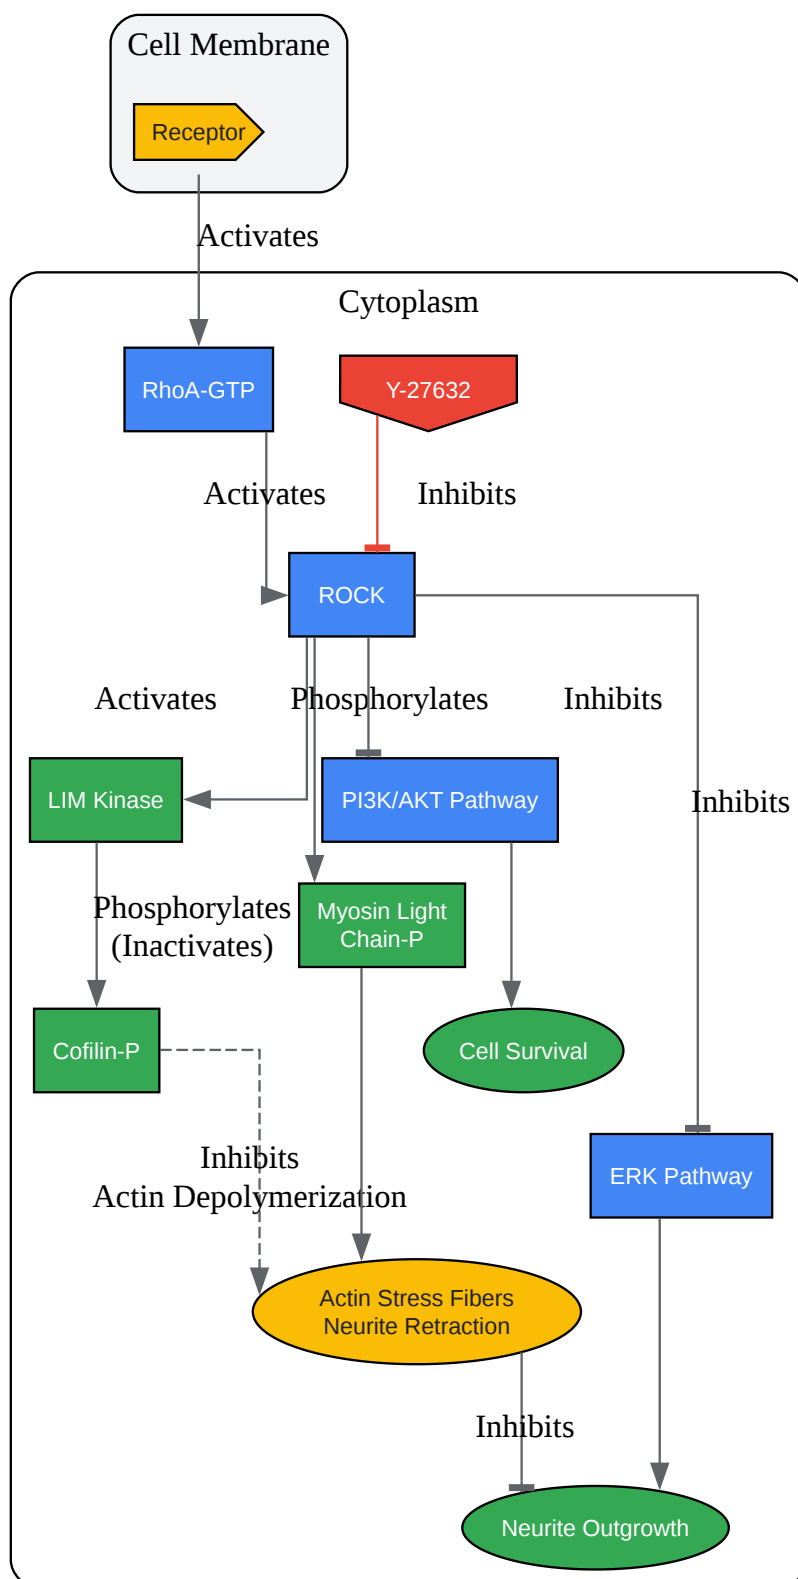 Cell Membrane
Receptor
Activates
Cytoplasm
RhoA-GTP
Y-27632
Activates
Inhibits
ROCK
Activates
Phosphorylates
Inhibits
LIM Kinase
PI3K/AKT Pathway
Inhibits
Phosphorylates
(Inactivates)
Myosin Light
Chain-P
Cofilin-P
Cell Survival
Inhibits
Actin Depolymerization
ERK Pathway
Actin Stress Fibers
Neurite Retraction
Inhibits
Neurite Outgrowth